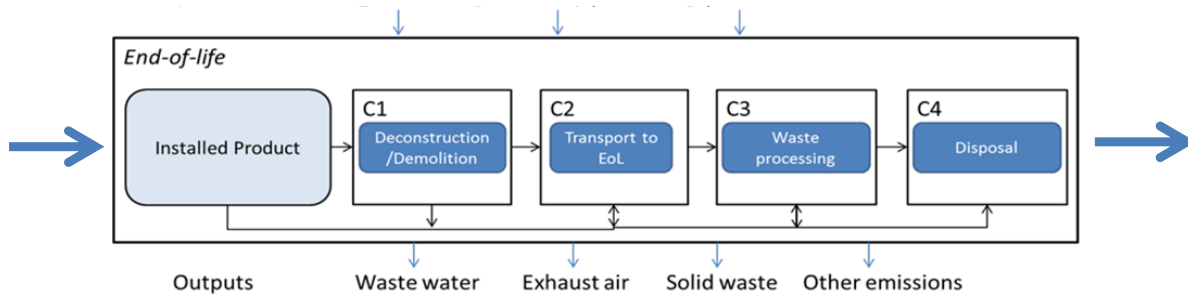 End-of-life
Installed Product
C1
Deconstruction
/Demolition
C2
Transport to
EoL
C3
Waste
processing
C4
Disposal
Outputs
Waste water
Exhaust air
Solid waste
Other emissions